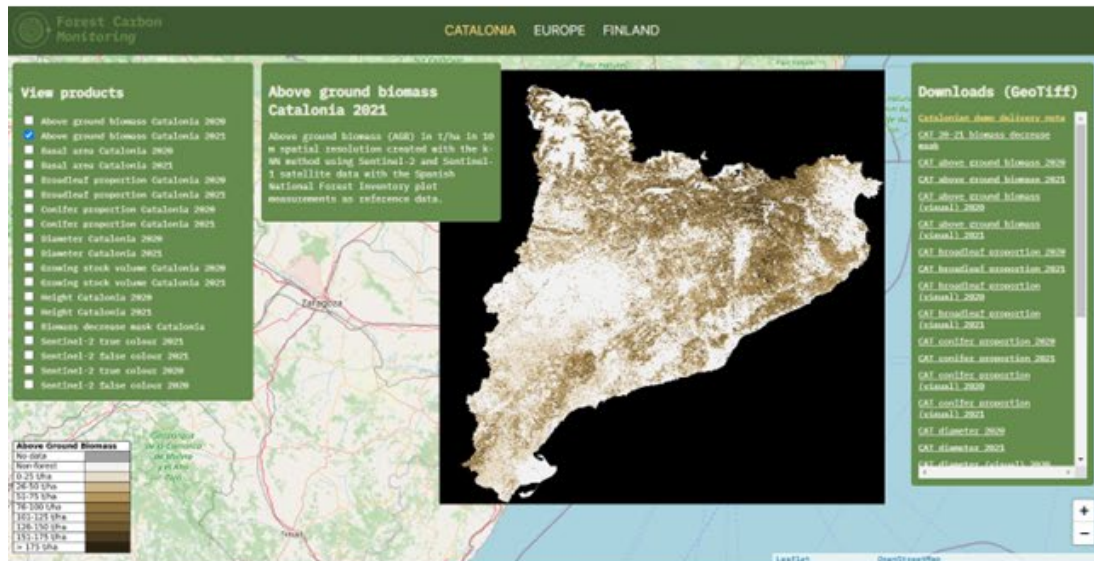 Forest Carbon
Monitoring
CATALONIA EUROPE FINLAND
View products
Above ground biomass Catalonia 2020
Above ground biomass Catalonia 2021
Basal area Catalonia 2020
Basal area Catalonia 2021
Broadleaf proportion Catalonia 2020
Broadleaf proportion Catalonia 2021
Conifer proportion Catalonia 2020
Conifer proportion Catalonia 2021
Diameter Catalonia 2020
Diameter Catalonia 2021
Growing stock volume Catalonia 2020
Growing stock volume Catalonia 2021
Height Catalonia 2020
Height Catalonia 2021
Biomass decrease mask Catalonia
Sentinel-2 true colour 2021
Sentinel-2 false colour 2021
Sentinel-2 true colour 2020
Sentinel-2 false colour 2020
Above ground biomass
Catalonia 2021
Above ground biomass (AGB) in t/ha in 10
m spatial resolution created with the k-
NN method using Sentinel-2 and Sentinel-
1 satellite data with the Spanish
National Forest Inventory plot
measurements as reference data.
Downloads (GeoTiff)
Catalonian demo delivery note
CAT 20-21 biomass decrease
mask
CAT above ground biomass 2020
CAT above ground biomass 2021
CAT above ground biomass
(visual) 2020
CAT above ground biomass
(visual) 2021
CAT broadleaf proportion 2020
CAT broadleaf proportion 2021
CAT broadleaf proportion
(visual) 2020
CAT broadleaf proportion
(visual) 2021
CAT conifer proportion 2020
CAT conifer proportion 2021
CAT conifer proportion
(visual) 2020
CAT conifer proportion
(visual) 2021
CAT diameter 2020
CAT diameter 2021
CAT diameter (visual) 2020
Zaragoza
Teruel
Above Ground Biomass
No data
Non-forest
0-25 t/ha
26-50 t/ha
51-75 t/ha
76-100 t/ha
101-125 t/ha
126-150 t/ha
151-175 t/ha
> 175 t/ha
+
−
Leaflet OpenStreetMap